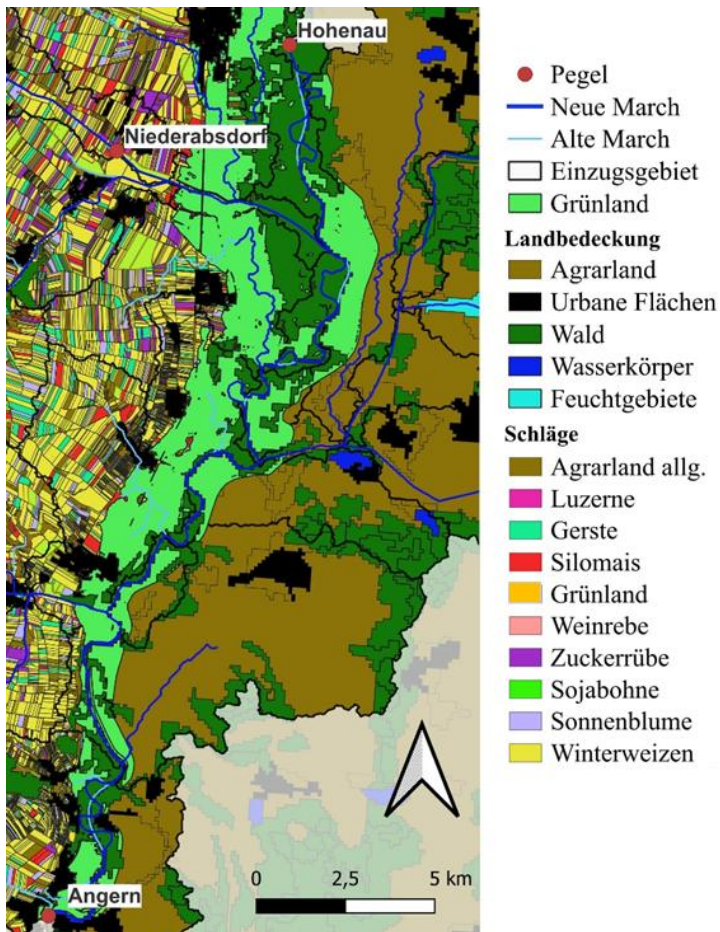 Hohenau
Niederabsdorf
Angern
0 2,5 5 km
Pegel
Neue March
Alte March
Einzugsgebiet
Grünland
Landbedeckung
Agrarland
Urbane Flächen
Wald
Wasserkörper
Feuchtgebiete
Schläge
Agrarland allg.
Luzerne
Gerste
Silomais
Grünland
Weinrebe
Zuckerrübe
Sojabohne
Sonnenblume
Winterweizen